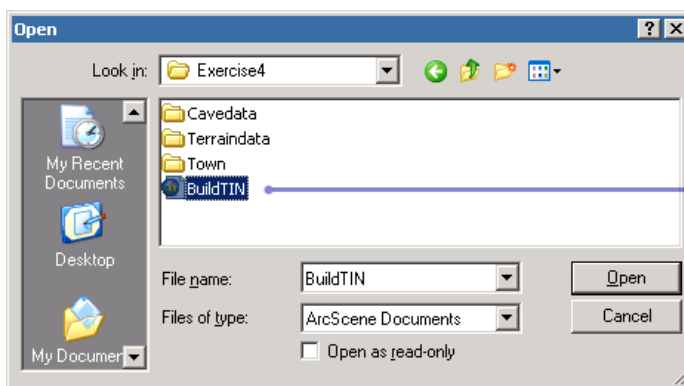 Open
Look in: Exercise4
My Recent
Documents
Desktop
My Documen
Cavedata
Terraindata
Town
BuildTIN
File name: BuildTIN Open
Files of type: ArcScene Documents Cancel
Open as read-only